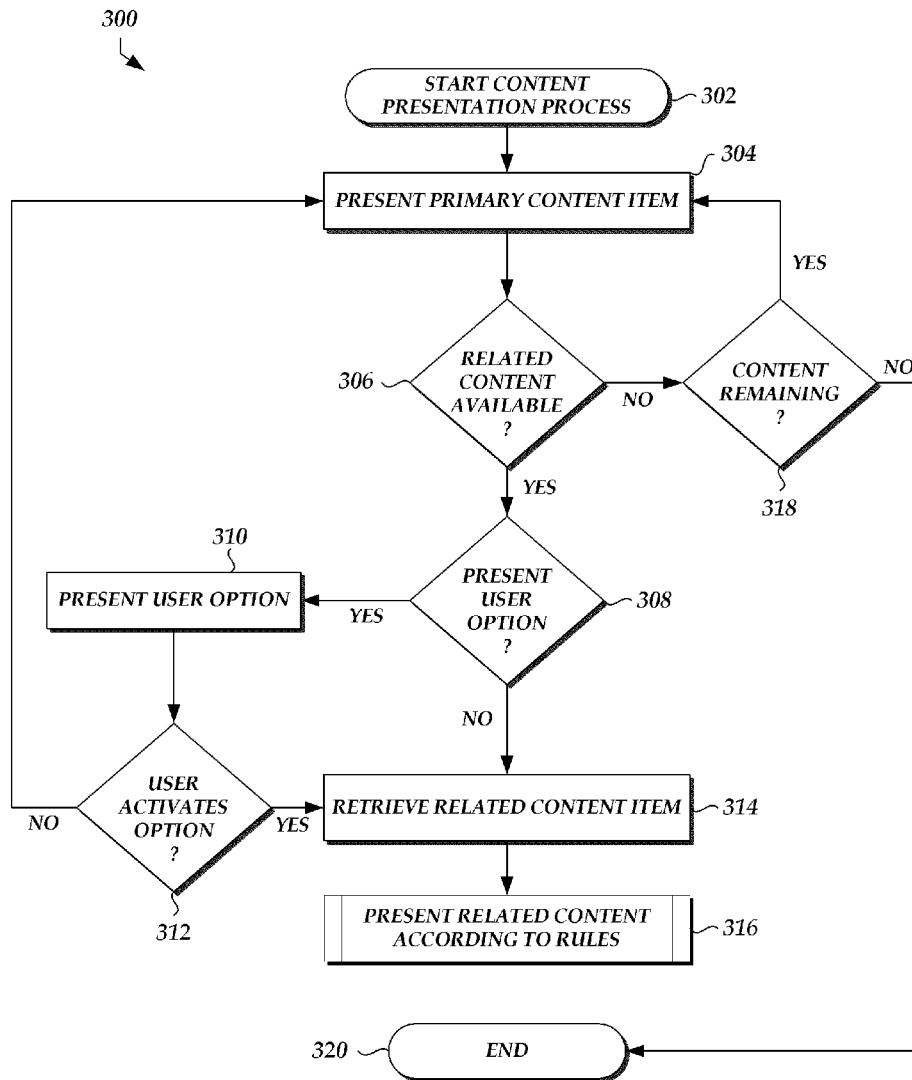 300
START CONTENT
PRESENTATION PROCESS
302
304
PRESENT PRIMARY CONTENT ITEM
YES
306
RELATED
CONTENT
AVAILABLE
?
NO
CONTENT
REMAINING
?
NO
318
YES
310
PRESENT USER OPTION
YES
PRESENT
USER
OPTION
?
308
NO
USER
ACTIVATES
OPTION
?
NO
YES
312
RETRIEVE RELATED CONTENT ITEM
314
PRESENT RELATED CONTENT
ACCORDING TO RULES
316
320
END